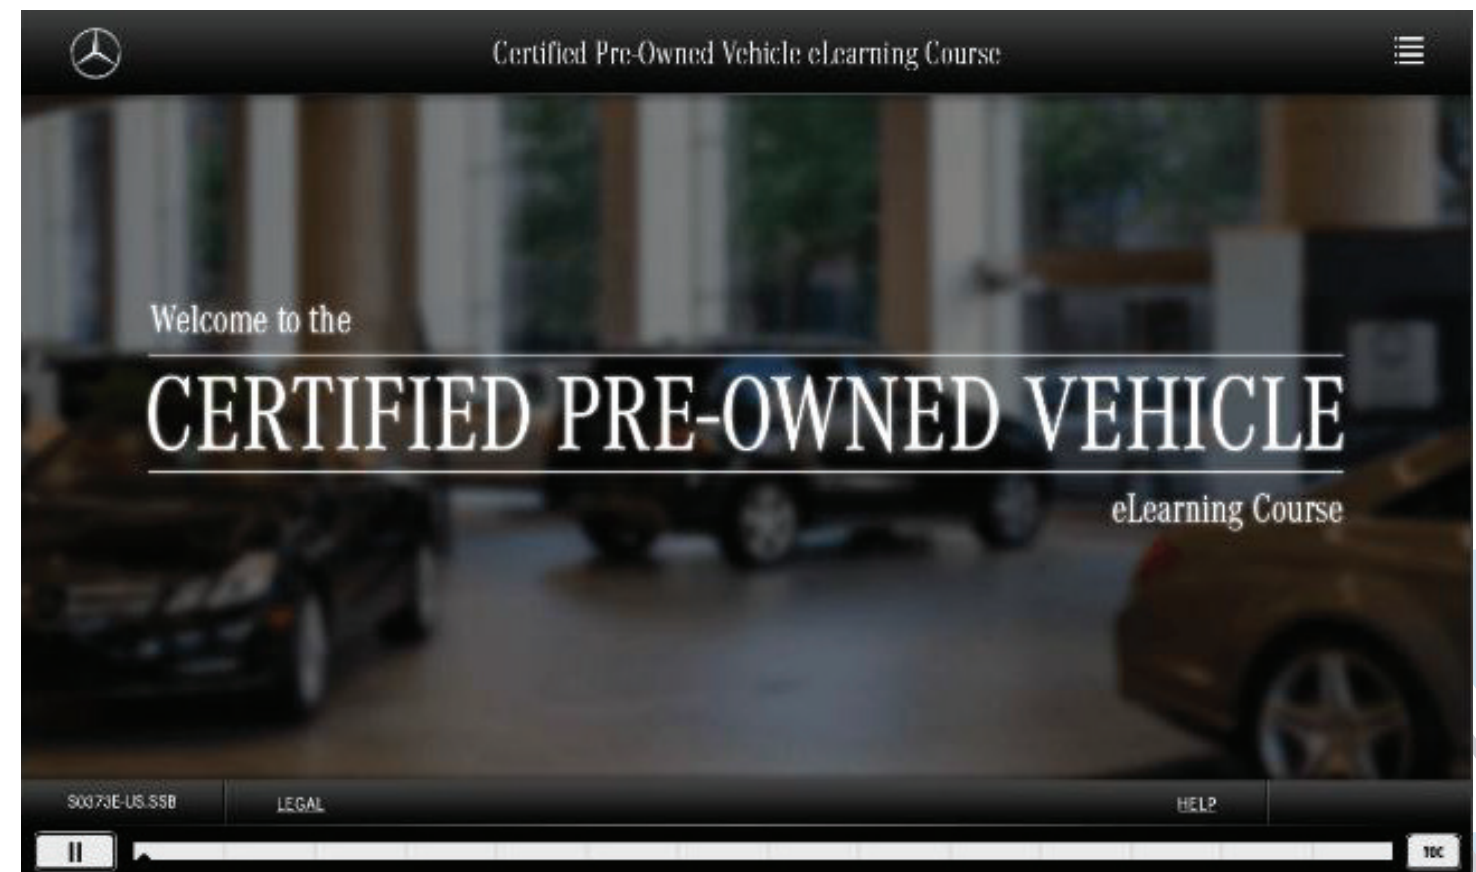 Certified Pre-Owned Vehicle eLearning Course
Welcome to the
CERTIFIED PRE-OWNED VEHICLE
eLearning Course
S0373E-US.SSB
LEGAL
HELP
TOC